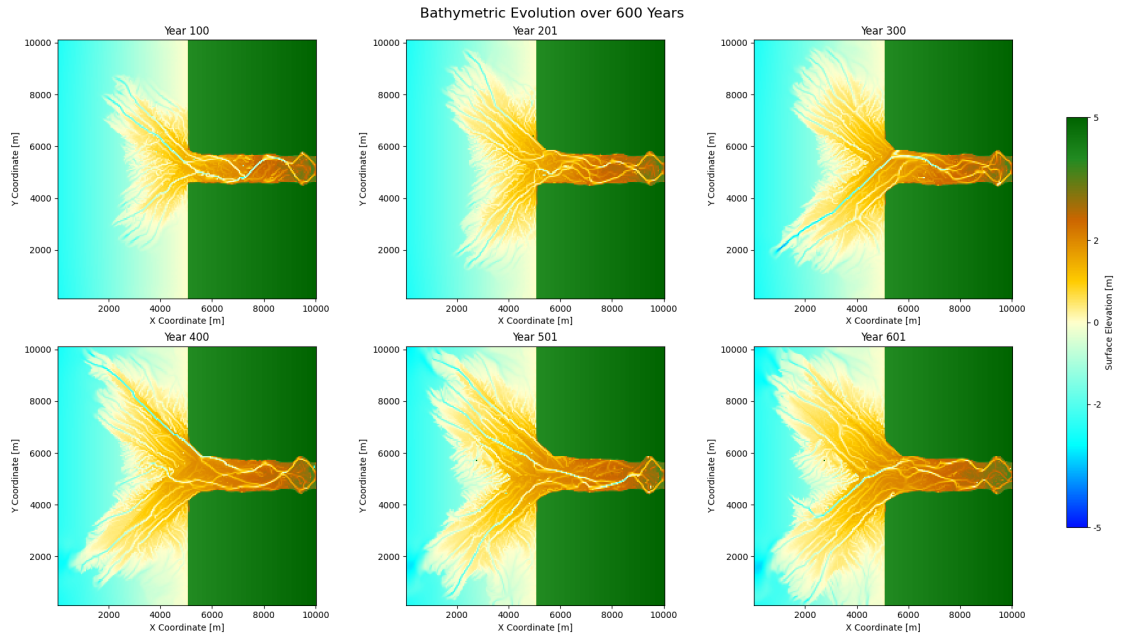 Bathymetric Evolution over 600 Years
Year 100
10000
8000
6000
4000
2000
Y Coordinate [m]
2000 4000 6000 8000 10000
X Coordinate [m]
Year 201
10000
8000
6000
4000
2000
Y Coordinate [m]
2000 4000 6000 8000 10000
X Coordinate [m]
Year 300
10000
8000
6000
4000
2000
Y Coordinate [m]
2000 4000 6000 8000 10000
X Coordinate [m]
Year 400
10000
8000
6000
4000
2000
Y Coordinate [m]
2000 4000 6000 8000 10000
X Coordinate [m]
Year 501
10000
8000
6000
4000
2000
Y Coordinate [m]
2000 4000 6000 8000 10000
X Coordinate [m]
Year 601
10000
8000
6000
4000
2000
Y Coordinate [m]
2000 4000 6000 8000 10000
X Coordinate [m]
5
2
0
-2
-5
Surface Elevation [m]